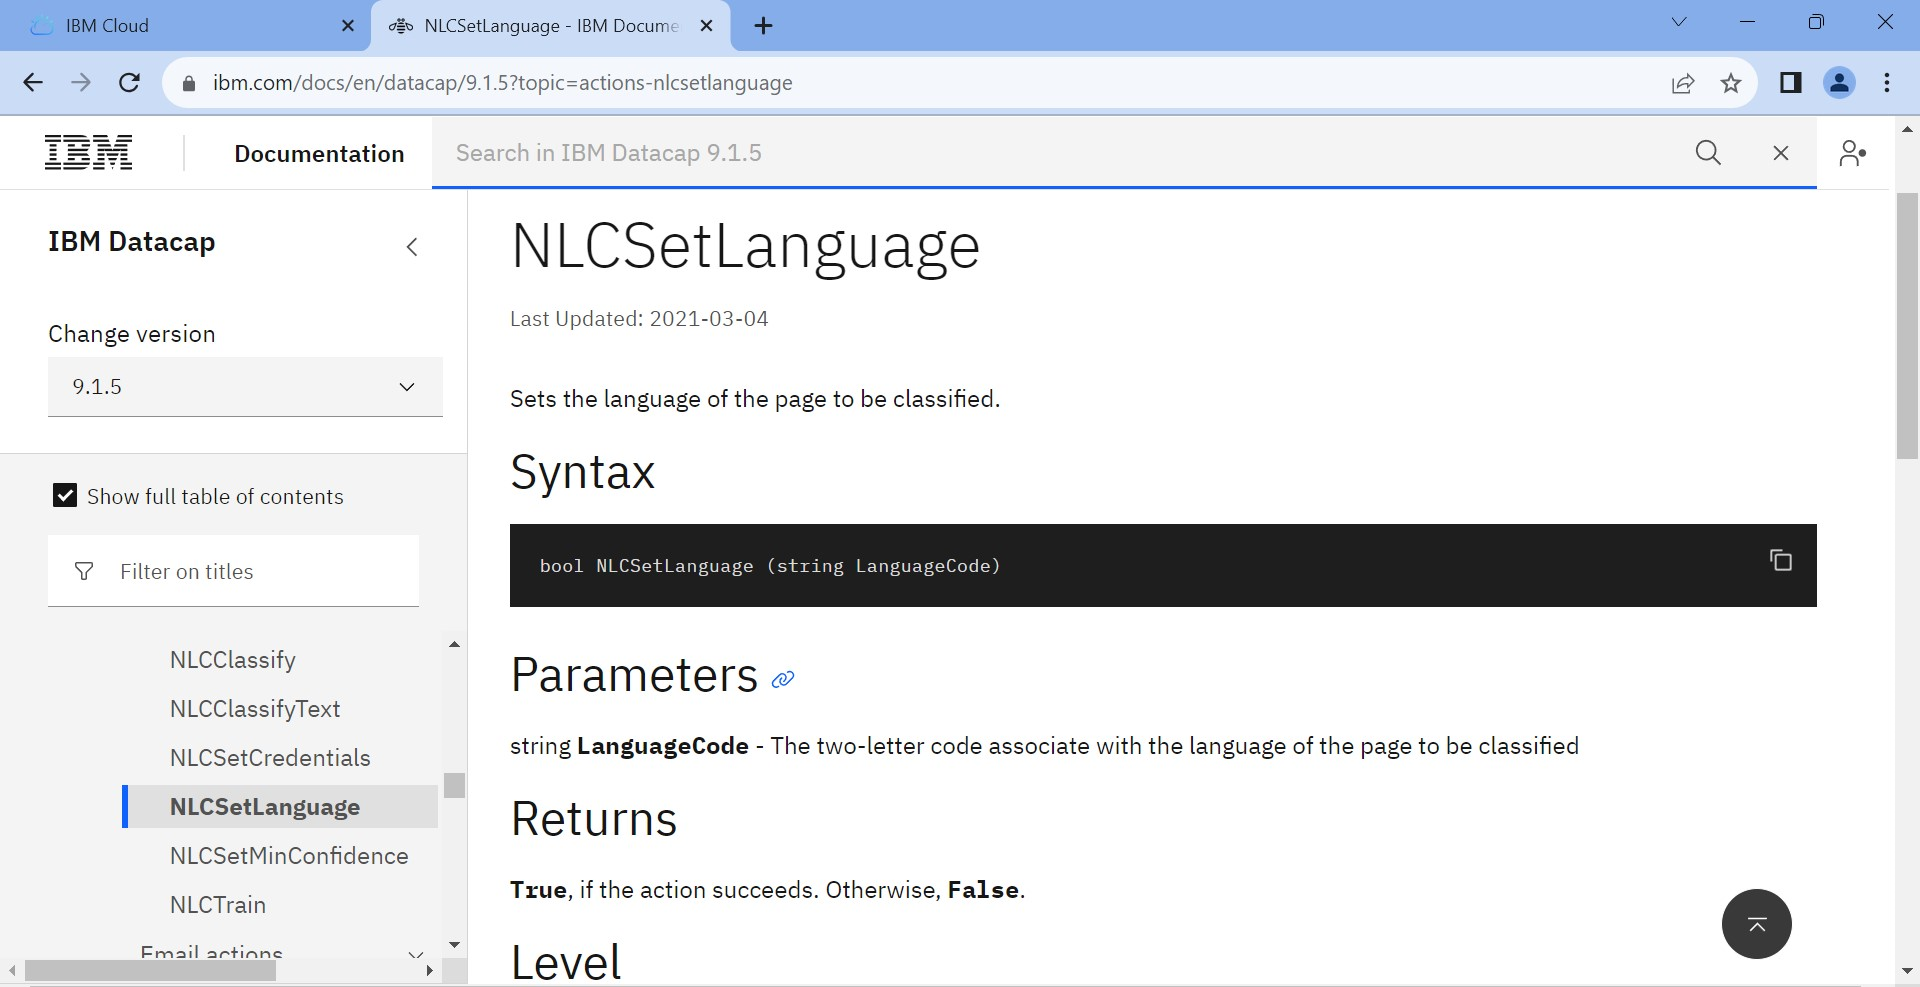 IBM Cloud
NLCSetLanguage - IBM Docume
ibm.com/docs/en/datacap/9.1.5?topic=actions-nlcsetlanguage
IBM
Documentation
Search in IBM Datacap 9.1.5
IBM Datacap
Change version
9.1.5
Show full table of contents
Filter on titles
NLCClassify
NLCClassifyText
NLCSetCredentials
NLCSetLanguage
NLCSetMinConfidence
NLCTrain
Email actions
NLCSetLanguage
Last Updated: 2021-03-04
Sets the language of the page to be classified.
Syntax
bool NLCSetLanguage (string LanguageCode)
Parameters
string LanguageCode - The two-letter code associate with the language of the page to be classified
Returns
True, if the action succeeds. Otherwise, False.
Level